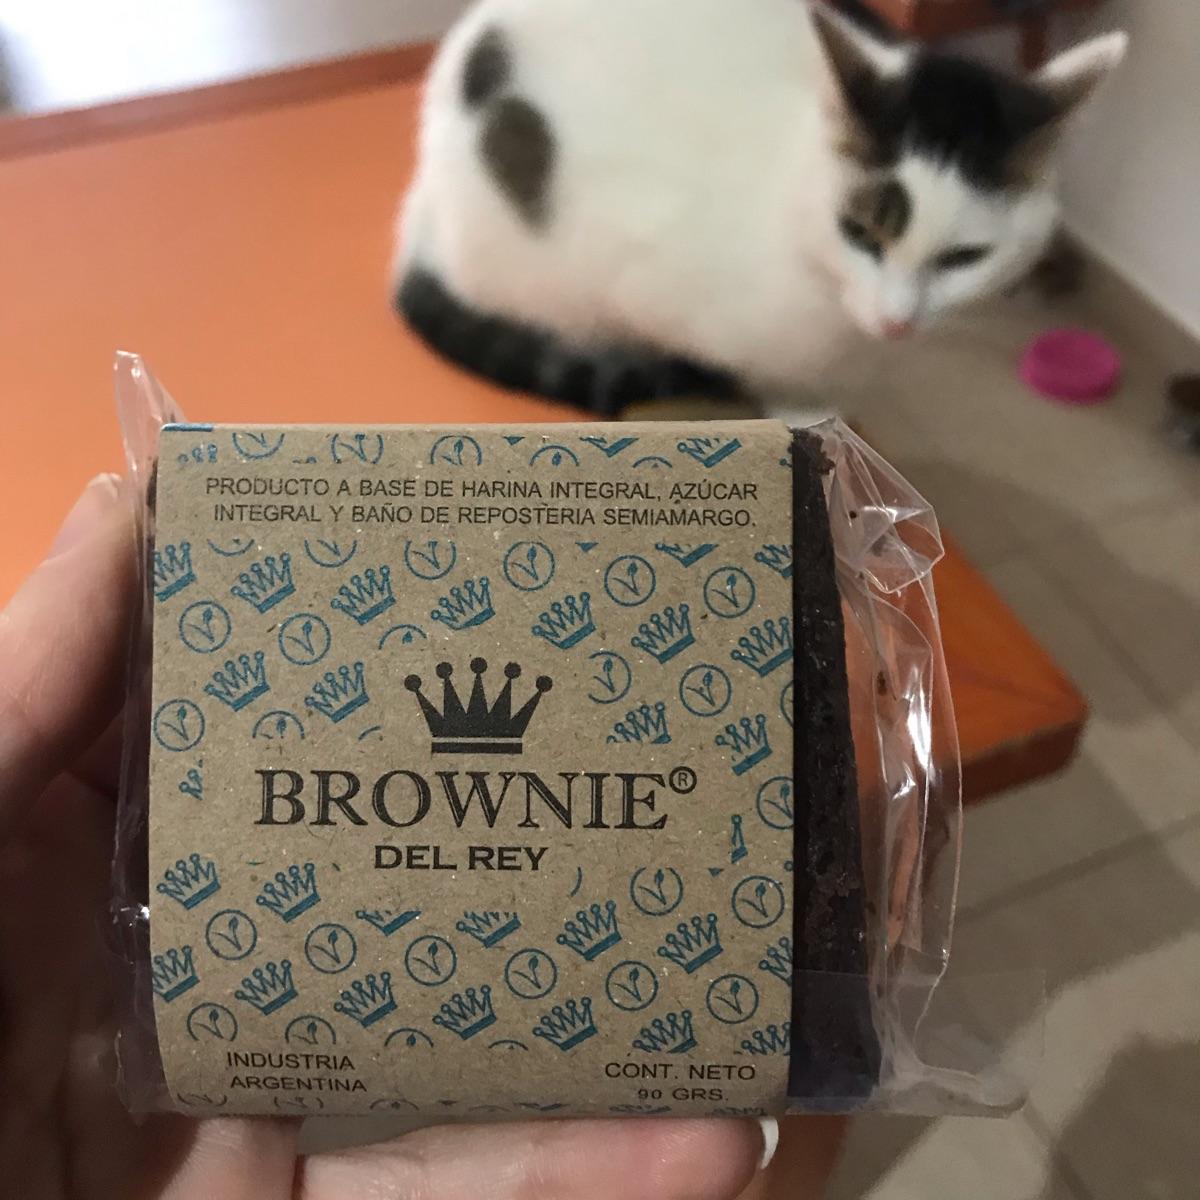 PRODUCTO A BASE DE HARINA INTEGRAL, AZÚCAR
INTEGRAL Y BAÑO DE REPOSTERIA SEMIAMARGO.
BROWNIE®
DEL REY
INDUSTRIA
ARGENTINA
CONT. NETO
90 GRS.